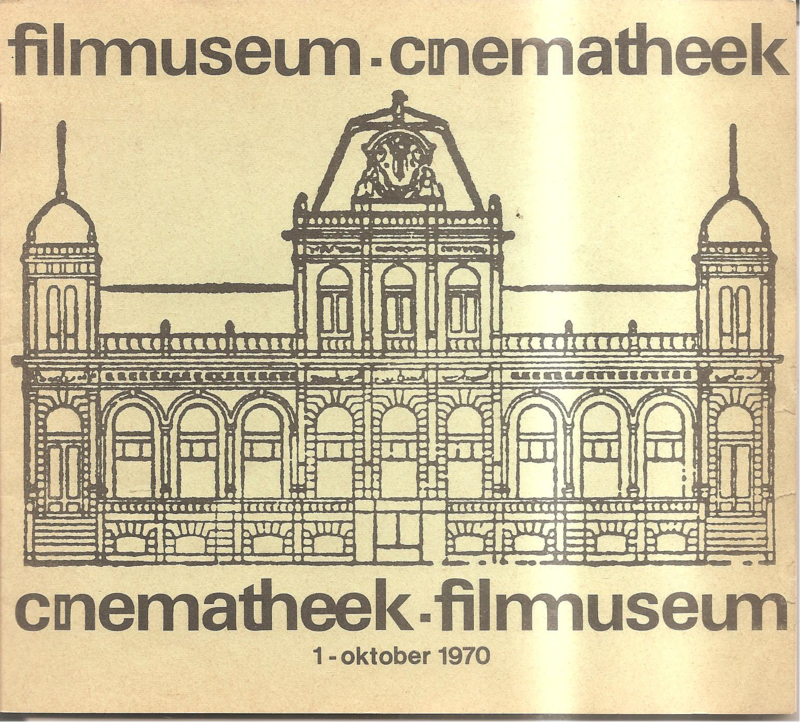 filmmuseum · cinematheek
cinematheek · filmmuseum
1 - oktober 1970